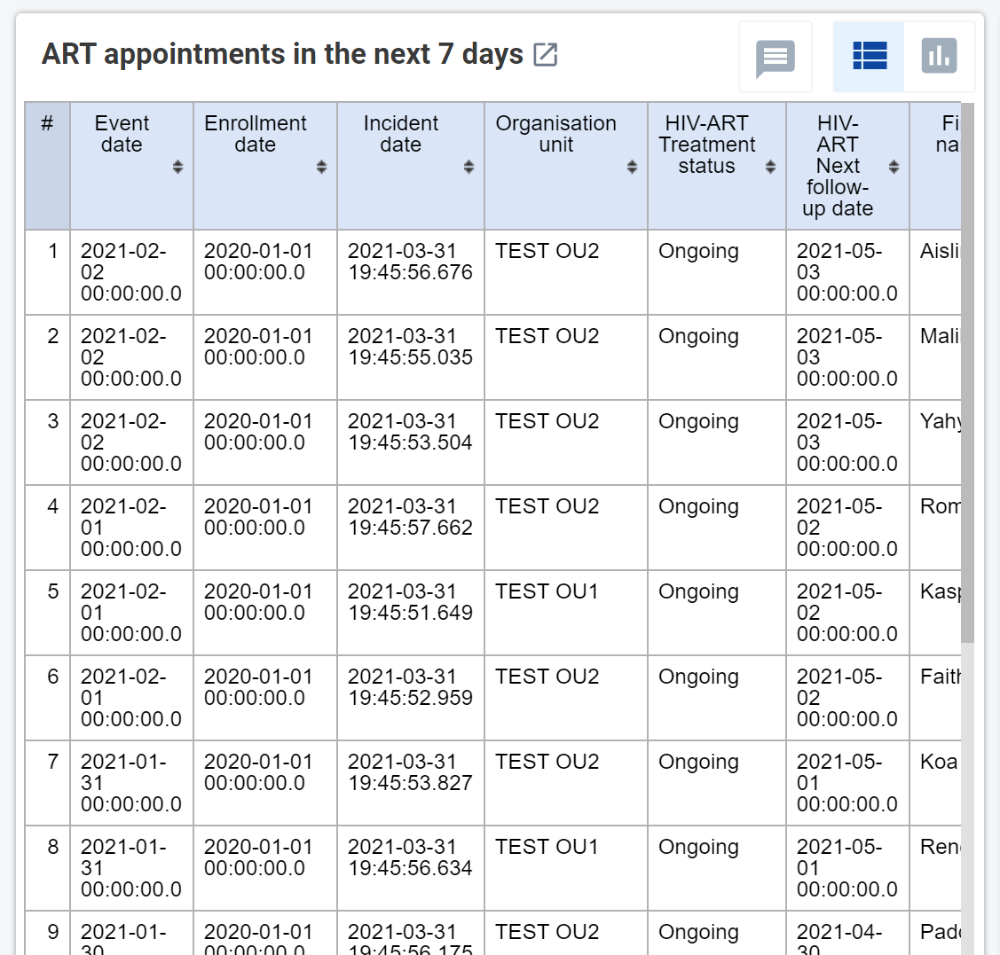 ART appointments in the next 7 days
# Event date Enrollment date Incident date Organisation unit HIV-ART Treatment status HIV-ART Next follow-up date
1 2021-02-02 00:00:00.0 2020-01-01 00:00:00.0 2021-03-31 19:45:56.676 TEST OU2 Ongoing 2021-05-03 00:00:00.0 Aisli
2 2021-02-02 00:00:00.0 2020-01-01 00:00:00.0 2021-03-31 19:45:55.035 TEST OU2 Ongoing 2021-05-03 00:00:00.0 Mali
3 2021-02-02 00:00:00.0 2020-01-01 00:00:00.0 2021-03-31 19:45:53.504 TEST OU2 Ongoing 2021-05-03 00:00:00.0 Yahy
4 2021-02-01 00:00:00.0 2020-01-01 00:00:00.0 2021-03-31 19:45:57.662 TEST OU2 Ongoing 2021-05-02 00:00:00.0 Rom
5 2021-02-01 00:00:00.0 2020-01-01 00:00:00.0 2021-03-31 19:45:51.649 TEST OU1 Ongoing 2021-05-02 00:00:00.0 Kasp
6 2021-02-01 00:00:00.0 2020-01-01 00:00:00.0 2021-03-31 19:45:52.959 TEST OU2 Ongoing 2021-05-02 00:00:00.0 Faith
7 2021-01-31 00:00:00.0 2020-01-01 00:00:00.0 2021-03-31 19:45:53.827 TEST OU2 Ongoing 2021-05-01 00:00:00.0 Koa
8 2021-01-31 00:00:00.0 2020-01-01 00:00:00.0 2021-03-31 19:45:56.634 TEST OU1 Ongoing 2021-05-01 00:00:00.0 Ren
9 2021-01-30 2020-01-01 00:00:00.0 2021-03-31 19:45:56.175 TEST OU2 Ongoing 2021-04-30 Pad